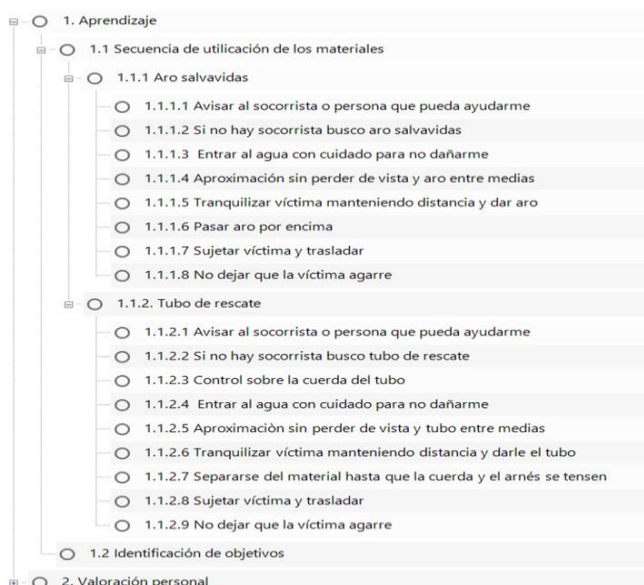 1. Aprendizaje
1.1 Secuencia de utilicación de los materiales
1.1.1 Aro salvavidas
1.1.1.1 Avisar al socorrista o persona que pueda ayudarme
1.1.1.2 Si no hay socorrista busco aro salvavidas
1.1.1.3 Entrar al agua con cuidado para no dañarme
1.1.1.4 Aproximación sin perder de vista y aro entre medias
1.1.1.5 Tranquilizar víctima manteniendo distancia y dar aro
1.1.1.6 Pasar aro por encima
1.1.1.7 Sujetar víctima y trasladar
1.1.1.8 No dejar que la víctima agarre
1.1.2. Tubo de rescate
1.1.2.1 Avisar al socorrista o persona que pueda ayudarme
1.1.2.2 Si no hay socorrista busco tubo de rescate
1.1.2.3 Control sobre la cuerda del tubo
1.1.2.4 Entrar al agua con cuidado para no dañarme
1.1.2.5 Aproximaciòn sin perder de vista y tubo entre medias
1.1.2.6 Tranquilizar víctima manteniendo distancia y darle el tubo
1.1.2.7 Separarse del material hasta que la cuerda y el arnés se tensen
1.1.2.8 Sujetar víctima y trasladar
1.1.2.9 No dejar que la víctima agarre
1.2 Identificación de objetivos
2. Valoración personal